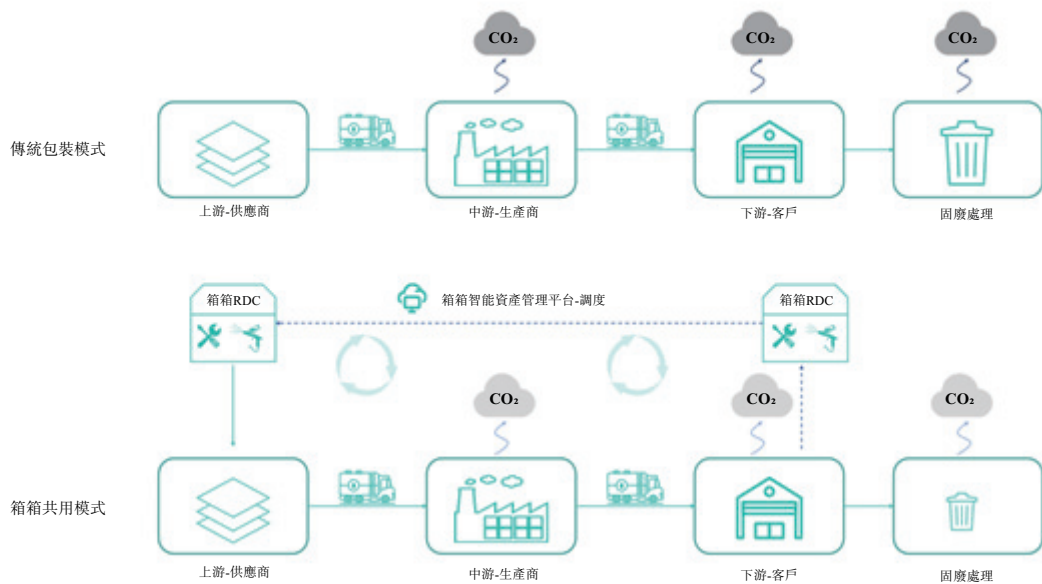 CO₂ CO₂ CO₂
傳統包裝模式
上游-供應商 中游-生產商 下游-客戶 固廢處理
箱箱RDC 箱箱智能資產管理平台-調度 箱箱RDC
CO₂ CO₂ CO₂
箱箱共用模式
上游-供應商 中游-生產商 下游-客戶 固廢處理